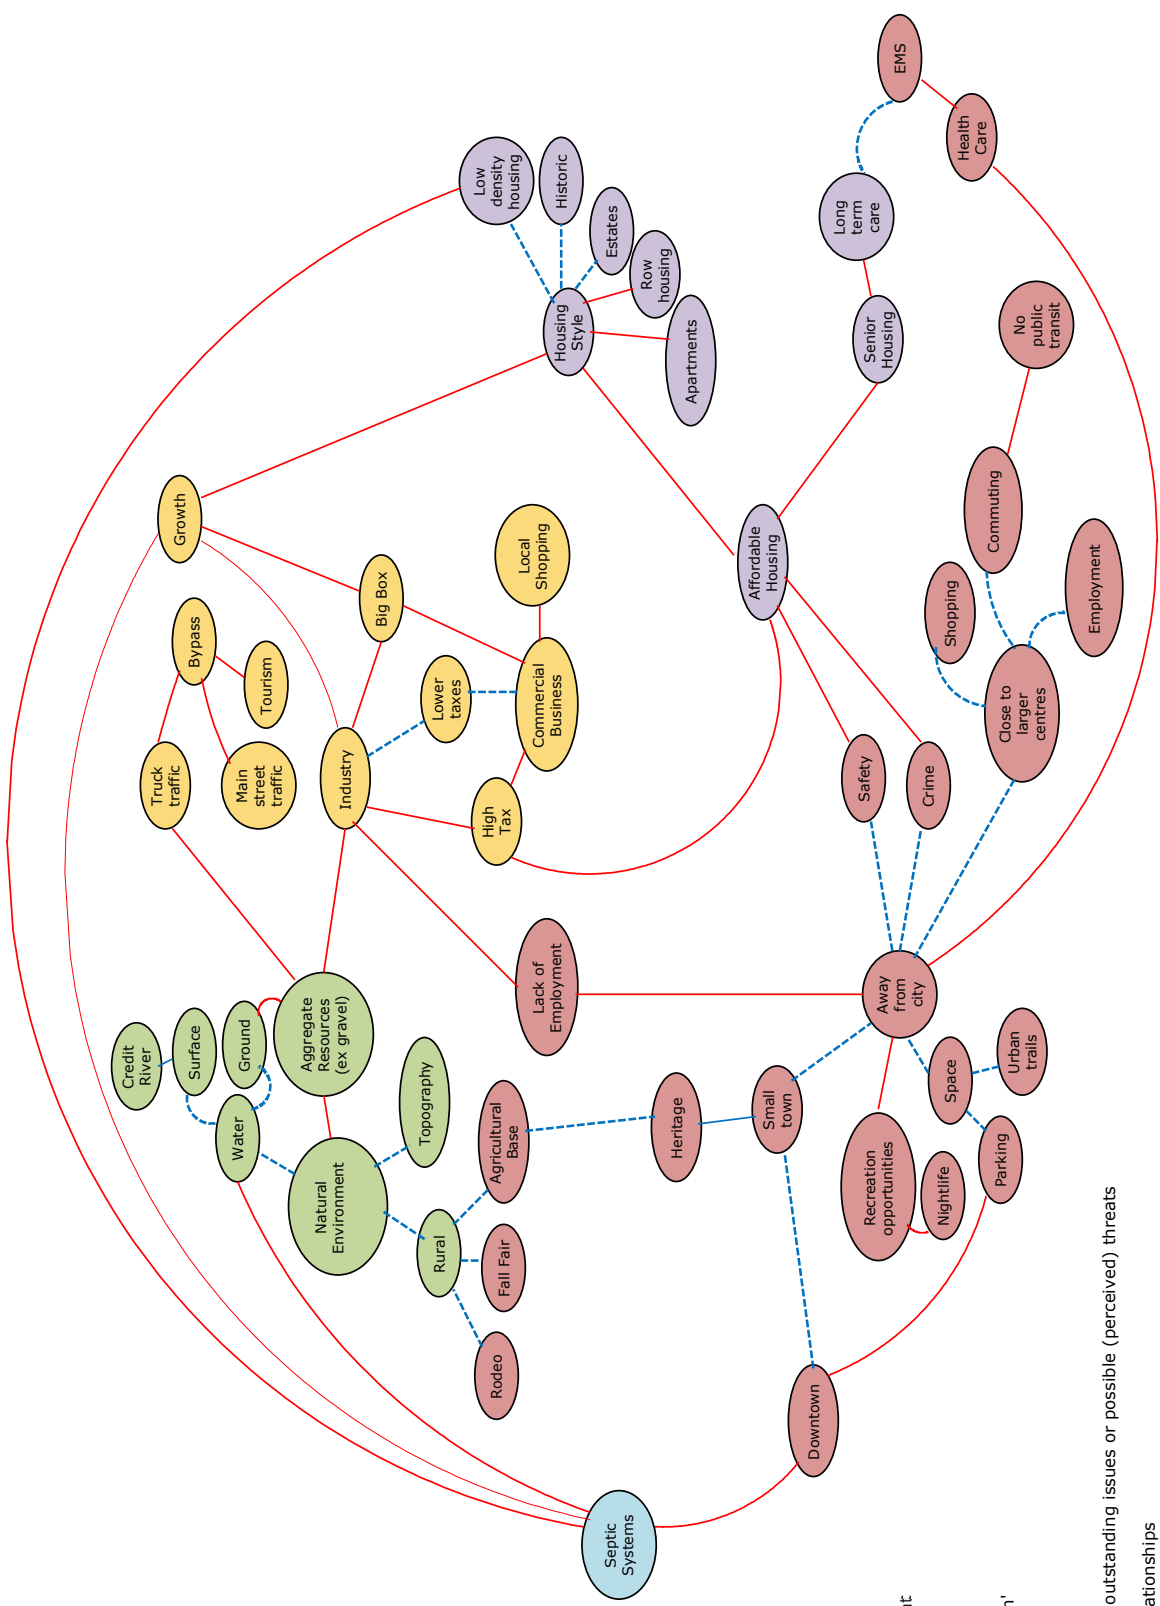 EMS
Health
Care
Low
density
housing
Historic
Estates
Row
housing
Apartments
Housing
Style
Long
term
care
Senior
Housing
No
public
transit
Growth
Commuting
Local
Shopping
Affordable
Housing
Big Box
Bypass
Shopping
Employment
Tourism
Lower
taxes
Commercial
Business
Close to
larger
centres
Truck
traffic
Main
street
traffic
Industry
High
Tax
Safety
Crime
Lack of
Employment
Away
from
city
Credit
River
Surface
Ground
Aggregate
Resources
(ex gravel)
Urban
trails
Space
Topography
Water
Agricultural
Base
Heritage
Small
town
Natural
Environment
Recreation
opportunities
Nightlife
Parking
Rural
Fall Fair
Rodeo
Downtown
Septic
Systems
outstanding issues or possible (perceived) threats
ationships